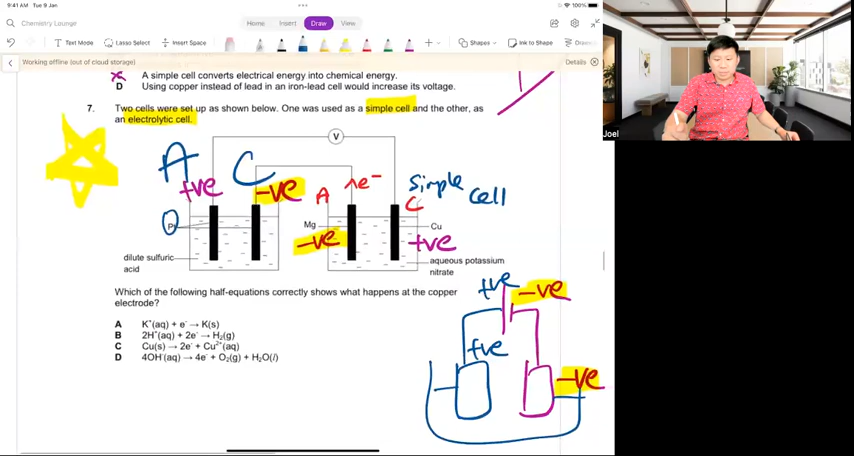 9:41 AM Tue 9 Jan
100%
Chemistry Lounge
Home Insert Draw View
Text Mode
Lasso Select
Insert Space
Shapes
Ink to Shape
Draw
Working offline (out of cloud storage)
Details
A simple cell converts electrical energy into chemical energy.
D Using copper instead of lead in an iron-lead cell would increase its voltage.
7. Two cells were set up as shown below. One was used as a simple cell and the other, as
an electrolytic cell.
V
A C
+ve -ve A ne⁻ simple cell
C
Pt Mg Cu
-ve +ve
dilute sulfuric
acid
aqueous potassium
nitrate
Which of the following half-equations correctly shows what happens at the copper
electrode?
A K⁺(aq) + e⁻ → K(s)
B 2H⁺(aq) + 2e⁻ → H₂(g)
C Cu(s) → 2e⁻ + Cu²⁺(aq)
D 4OH⁻(aq) → 4e⁻ + O₂(g) + H₂O(l)
+ve -ve
+ve
-ve
Joel